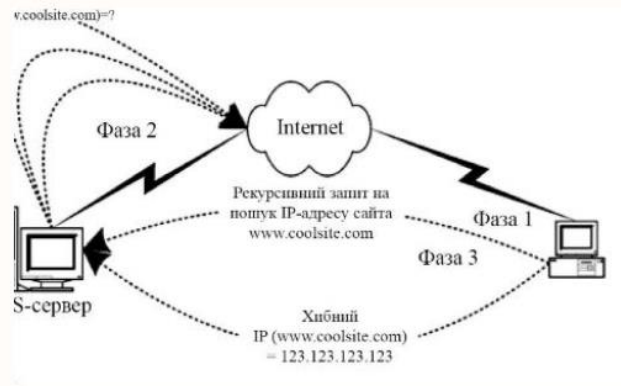 v.coolsite.com)=?
Фаза 2
Internet
Рекурсивний запит на
пошук IP-адресу сайта
www.coolsite.com
Фаза 1
Фаза 3
S-сервер
Хибний
IP (www.coolsite.com)
= 123.123.123.123